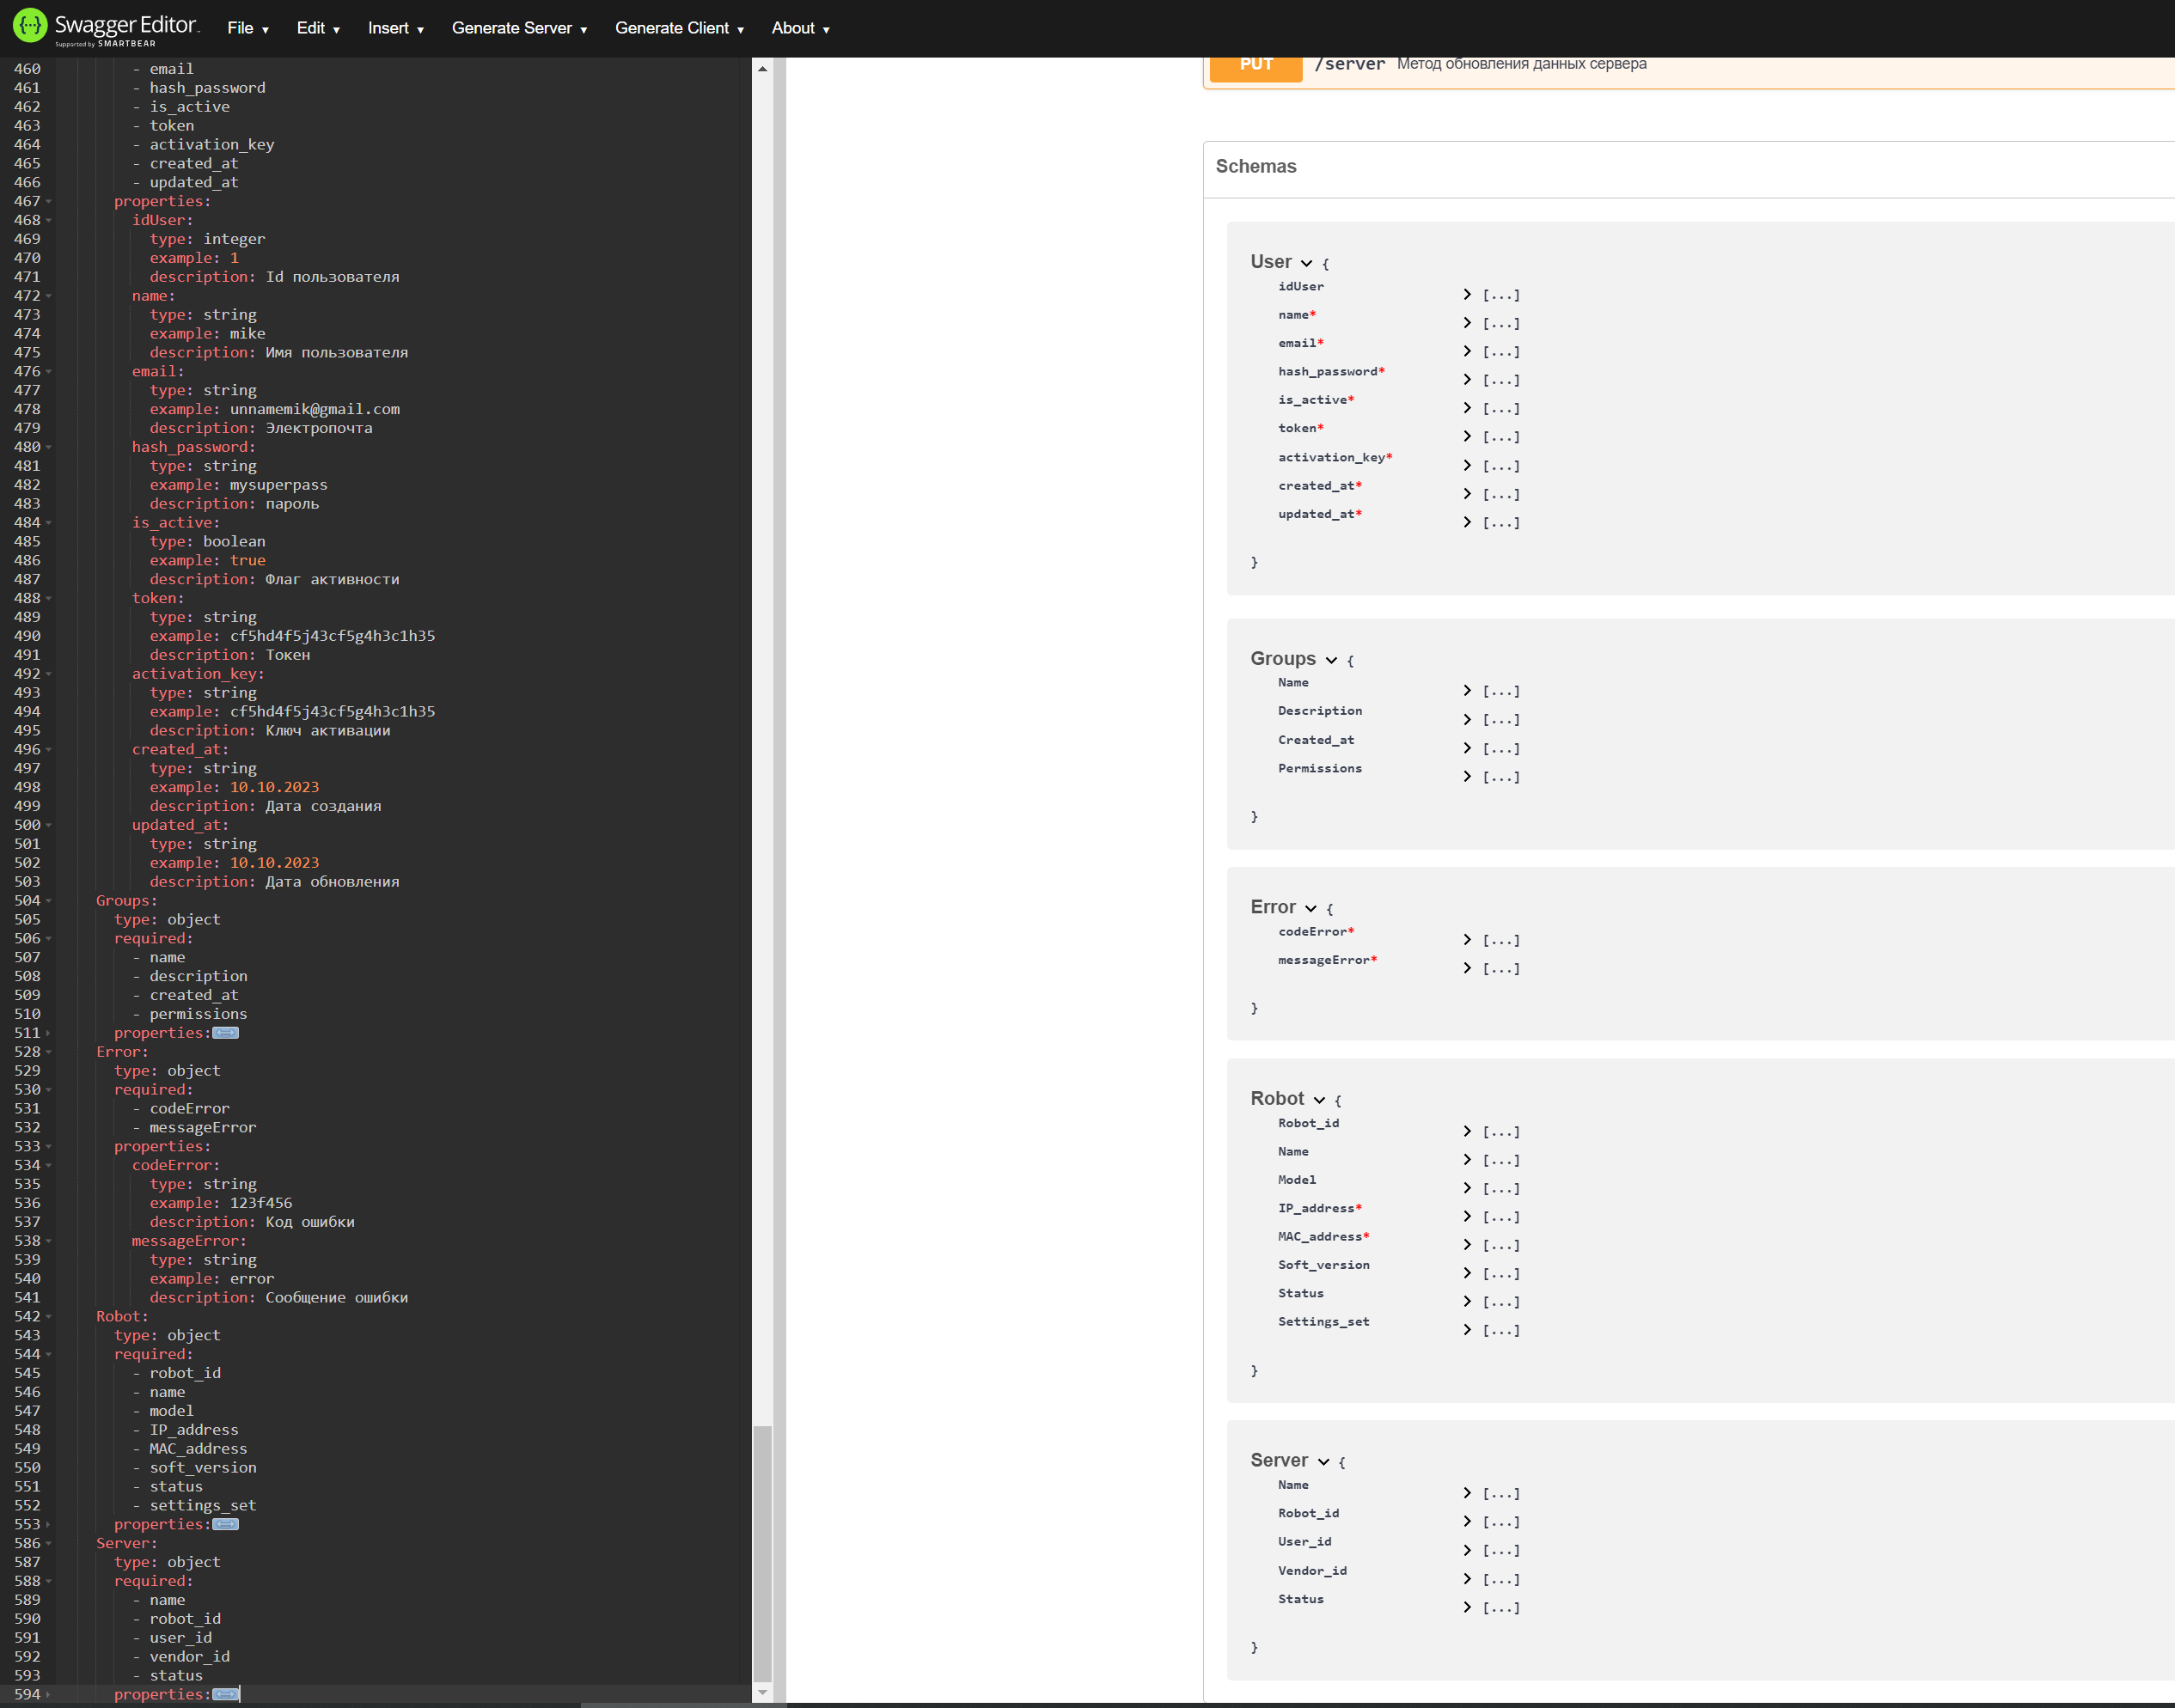 Swagger Editor
Supported by SMARTBEAR
File Edit Insert Generate Server Generate Client About
460 - email
461 - hash_password
462 - is_active
463 - token
464 - activation_key
465 - created_at
466 - updated_at
467 properties:
468 idUser:
469 type: integer
470 example: 1
471 description: Id пользователя
472 name:
473 type: string
474 example: mike
475 description: Имя пользователя
476 email:
477 type: string
478 example: unnamemik@gmail.com
479 description: Электропочта
480 hash_password:
481 type: string
482 example: mysuperpass
483 description: пароль
484 is_active:
485 type: boolean
486 example: true
487 description: Флаг активности
488 token:
489 type: string
490 example: cf5hd4f5j43cf5g4h3c1h35
491 description: Токен
492 activation_key:
493 type: string
494 example: cf5hd4f5j43cf5g4h3c1h35
495 description: Ключ активации
496 created_at:
497 type: string
498 example: 10.10.2023
499 description: Дата создания
500 updated_at:
501 type: string
502 example: 10.10.2023
503 description: Дата обновления
504 Groups:
505 type: object
506 required:
507 - name
508 - description
509 - created_at
510 - permissions
511 properties:
528 Error:
529 type: object
530 required:
531 - codeError
532 - messageError
533 properties:
534 codeError:
535 type: string
536 example: 123f456
537 description: Код ошибки
538 messageError:
539 type: string
540 example: error
541 description: Сообщение ошибки
542 Robot:
543 type: object
544 required:
545 - robot_id
546 - name
547 - model
548 - IP_address
549 - MAC_address
550 - soft_version
551 - status
552 - settings_set
553 properties:
586 Server:
587 type: object
588 required:
589 - name
590 - robot_id
591 - user_id
592 - vendor_id
593 - status
594 properties:
PUT /server Метод обновления данных сервера
Schemas
User {
idUser [...]
name* [...]
email* [...]
hash_password* [...]
is_active* [...]
token* [...]
activation_key* [...]
created_at* [...]
updated_at* [...]
}
Groups {
Name [...]
Description [...]
Created_at [...]
Permissions [...]
}
Error {
codeError* [...]
messageError* [...]
}
Robot {
Robot_id [...]
Name [...]
Model [...]
IP_address* [...]
MAC_address* [...]
Soft_version [...]
Status [...]
Settings_set [...]
}
Server {
Name [...]
Robot_id [...]
User_id [...]
Vendor_id [...]
Status [...]
}